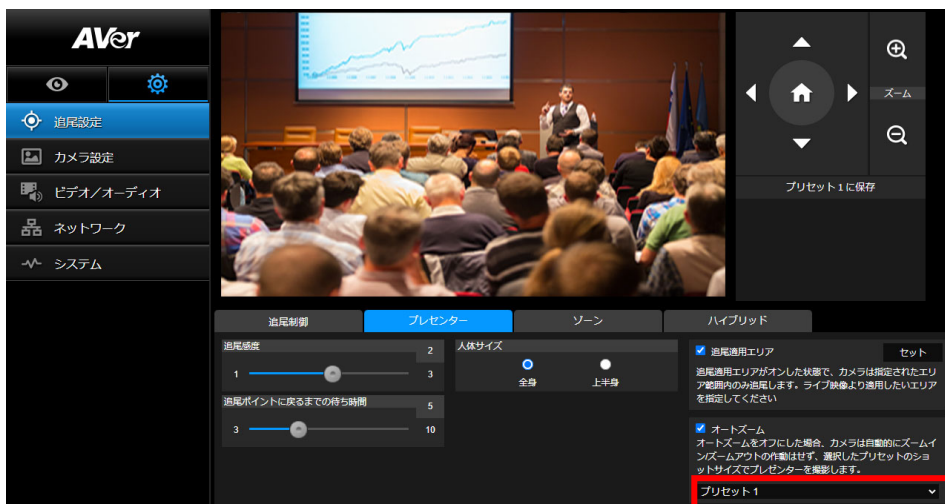 AVer
追尾設定
カメラ設定
ビデオ/オーディオ
ネットワーク
システム
ズーム
プリセット1に保存
追尾制御
プレゼンター
ゾーン
ハイブリッド
追尾感度
2
1
3
追尾ポイントに戻るまでの待ち時間
5
3
10
人体サイズ
全身
上半身
追尾適用エリア
セット
追尾適用エリアがオンした状態で、カメラは指定されたエリ
ア範囲内のみ追尾します。ライブ映像より適用したいエリア
を指定してください
オートズーム
オートズームをオフにした場合、カメラは自動的にズームイ
ン/ズームアウトの作動はせず、選択したプリセットのショ
ットサイズでプレゼンターを撮影します。
プリセット1